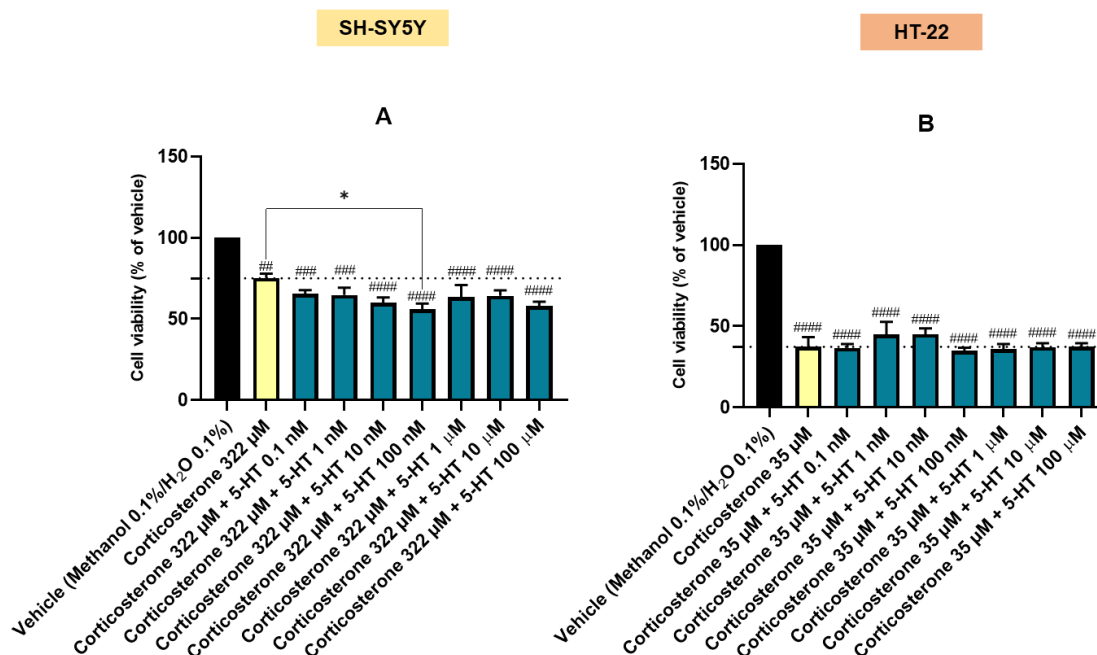 SH-SY5Y
HT-22
A
B
Cell viability (% of vehicle)
150
100
50
0
*
##
###
###
####
####
####
####
####
Vehicle (Methanol 0.1%/H₂O 0.1%)
Corticosterone 322 µM
Corticosterone 322 µM + 5-HT 0.1 nM
Corticosterone 322 µM + 5-HT 1 nM
Corticosterone 322 µM + 5-HT 10 nM
Corticosterone 322 µM + 5-HT 100 nM
Corticosterone 322 µM + 5-HT 1 µM
Corticosterone 322 µM + 5-HT 10 µM
Corticosterone 322 µM + 5-HT 100 µM
Cell viability (% of vehicle)
150
100
50
0
####
####
####
####
####
####
####
####
Vehicle (Methanol 0.1%/H₂O 0.1%)
Corticosterone 35 µM
Corticosterone 35 µM + 5-HT 0.1 nM
Corticosterone 35 µM + 5-HT 1 nM
Corticosterone 35 µM + 5-HT 10 nM
Corticosterone 35 µM + 5-HT 100 nM
Corticosterone 35 µM + 5-HT 1 µM
Corticosterone 35 µM + 5-HT 10 µM
Corticosterone 35 µM + 5-HT 100 µM